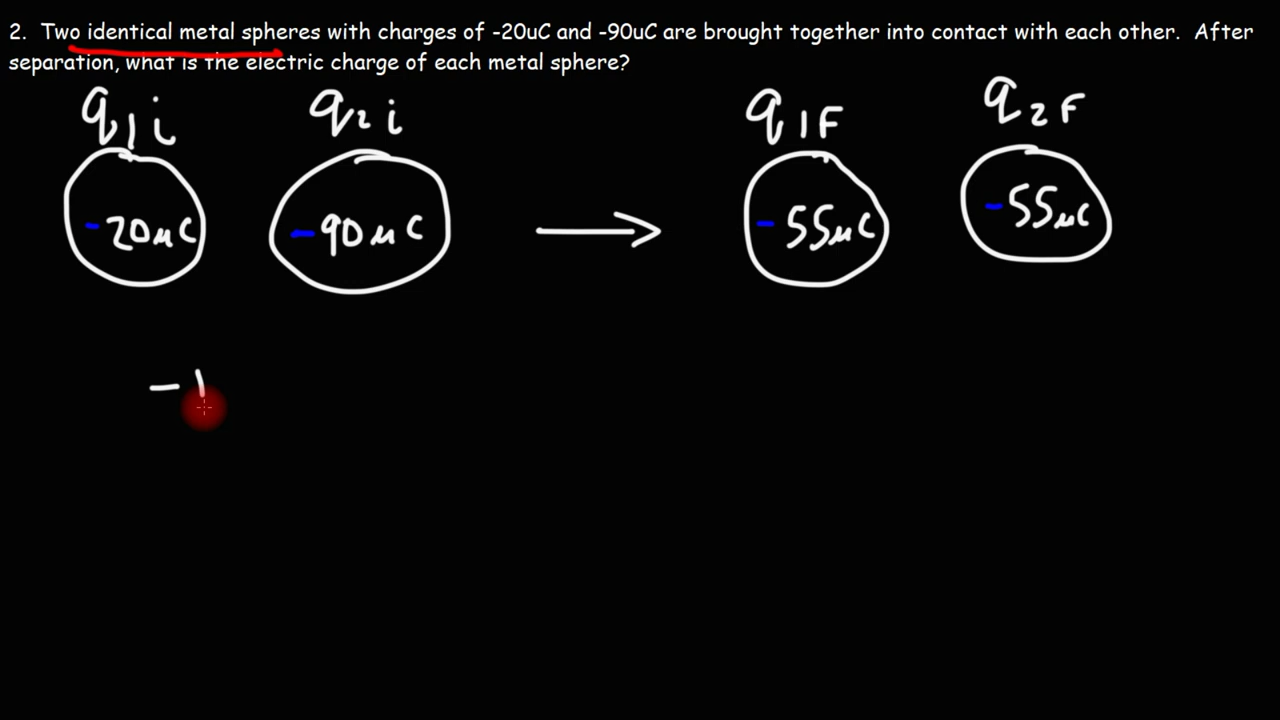 2. Two identical metal spheres with charges of -20uC and -90uC are brought together into contact with each other. After
separation, what is the electric charge of each metal sphere?
q1i q2i q1F q2F
-20μC -90μC → -55μC -55μC
-1